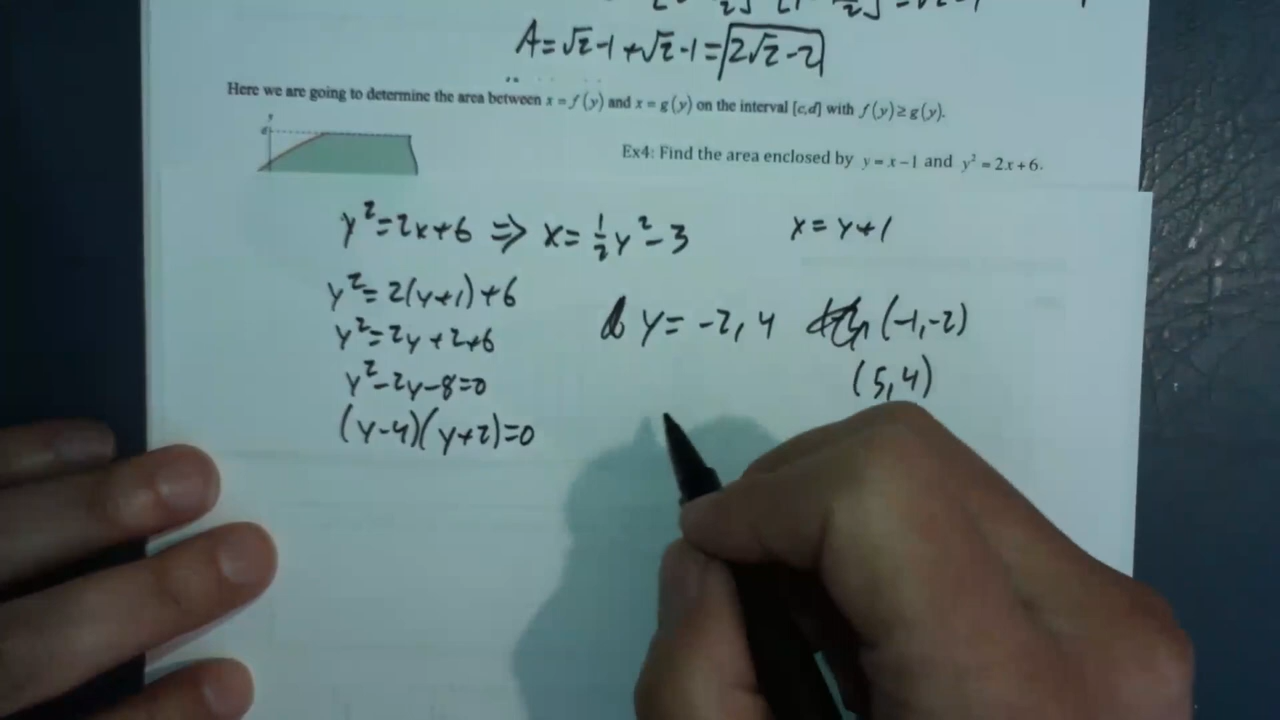 A = √2 - 1 + √2 - 1 = 2√2 - 2
Here we are going to determine the area between x = f(y) and x = g(y) on the interval [c,d] with f(y) ≥ g(y).
y
d
Ex4: Find the area enclosed by y = x - 1 and y² = 2x + 6.
y² = 2x + 6 ⇒ x = 1/2 y² - 3
x = y + 1
y² = 2(y+1) + 6
y² = 2y + 2 + 6
y² - 2y - 8 = 0
(y-4)(y+2) = 0
y = -2, 4
(-1,-2)
(5,4)